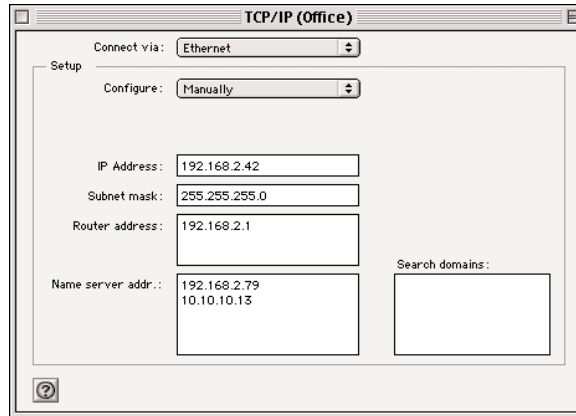 TCP/IP (Office)
Connect via: Ethernet
Setup
Configure: Manually
IP Address: 192.168.2.42
Subnet mask: 255.255.255.0
Router address: 192.168.2.1
Search domains:
Name server addr.: 192.168.2.79
10.10.10.13
?